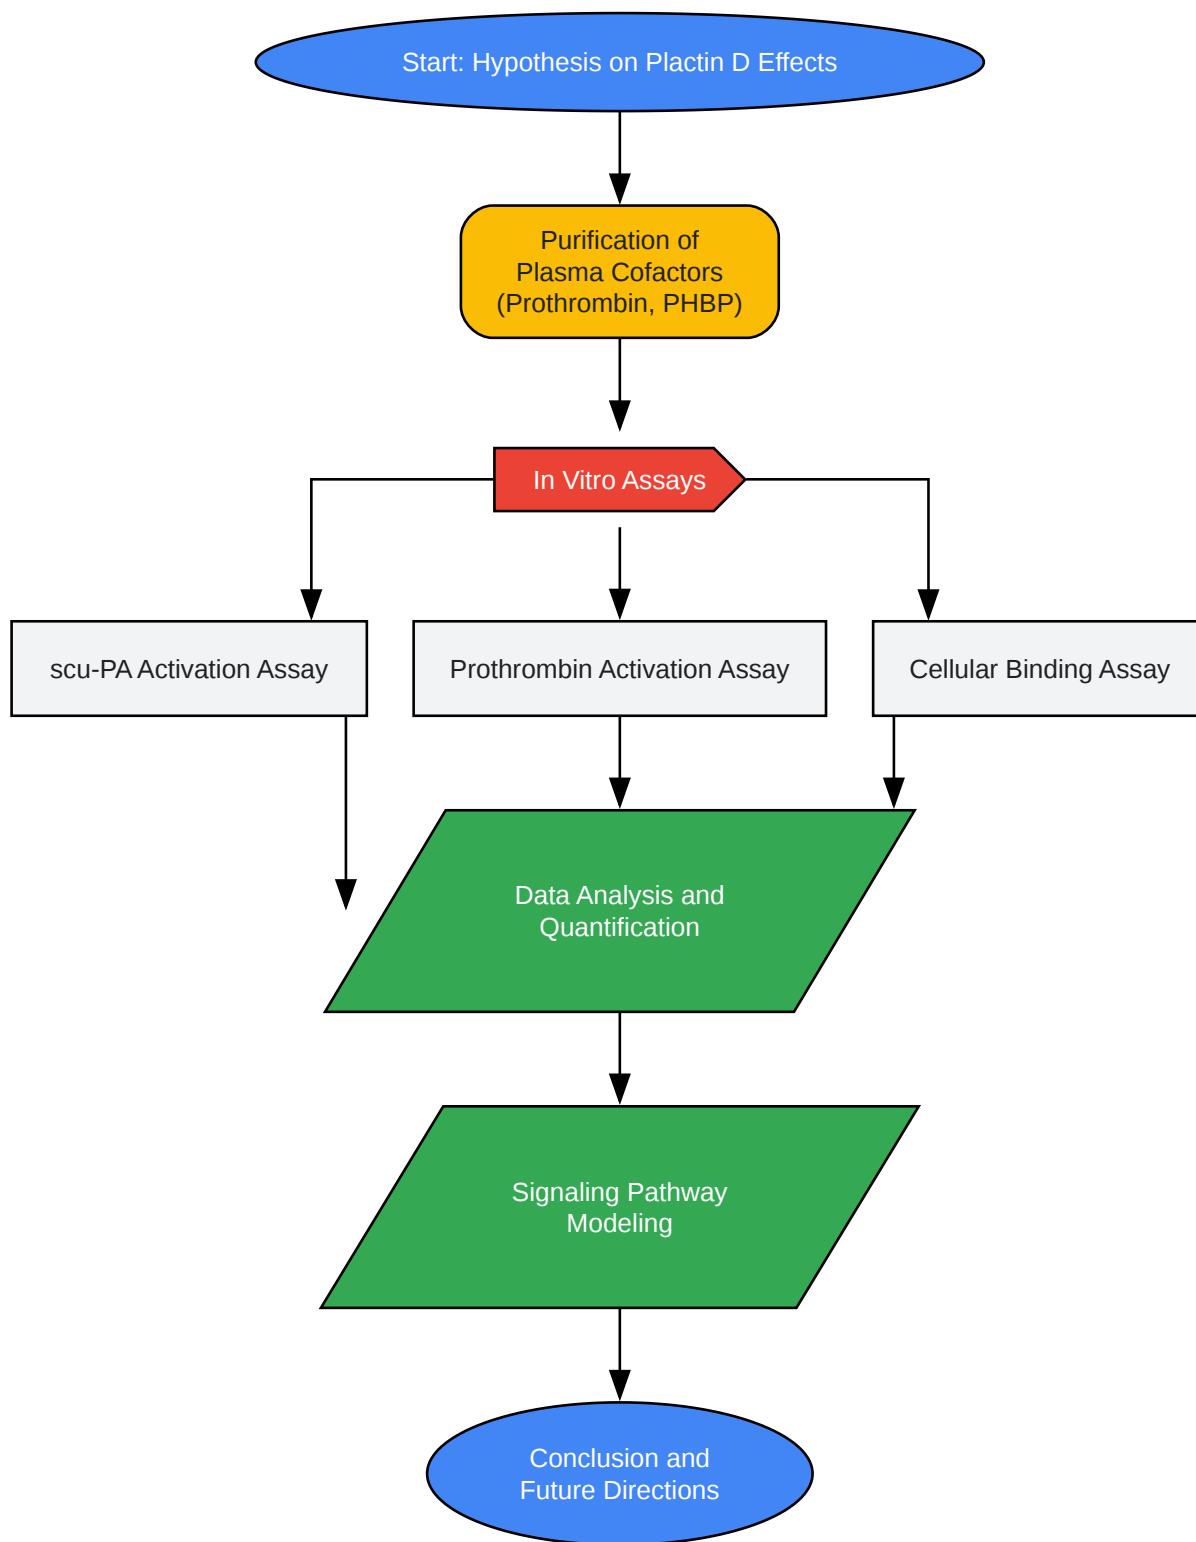 Start: Hypothesis on Plactin D Effects
Purification of
Plasma Cofactors
(Prothrombin, PHBP)
In Vitro Assays
scu-PA Activation Assay
Prothrombin Activation Assay
Cellular Binding Assay
Data Analysis and
Quantification
Signaling Pathway
Modeling
Conclusion and
Future Directions